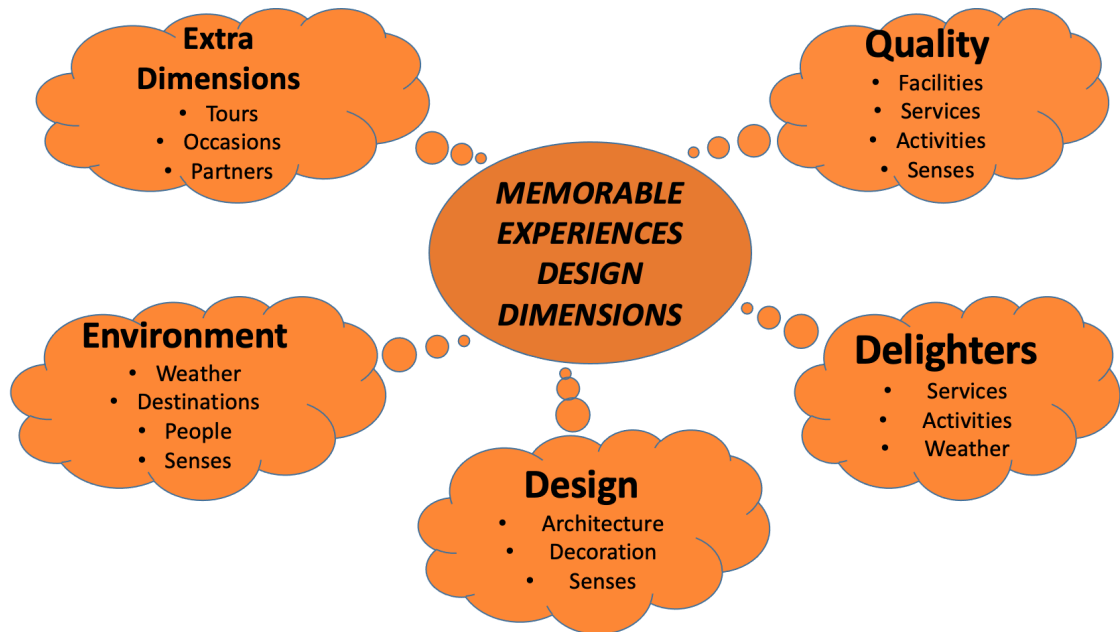 Extra
Dimensions
• Tours
• Occasions
• Partners
Quality
• Facilities
• Services
• Activities
• Senses
MEMORABLE
EXPERIENCES
DESIGN
DIMENSIONS
Environment
• Weather
• Destinations
• People
• Senses
Delighters
• Services
• Activities
• Weather
Design
• Architecture
• Decoration
• Senses